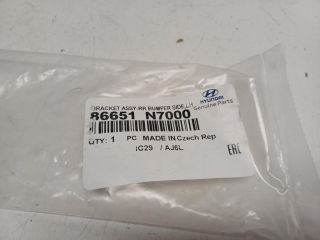 BRACKET ASSY-RR BUMPER SIDE,LH
86651 N7000
HYUNDAI
Genuine Parts
QTY: 1 PC MADE IN Czech Rep
IC29 / AJ6L
EAC